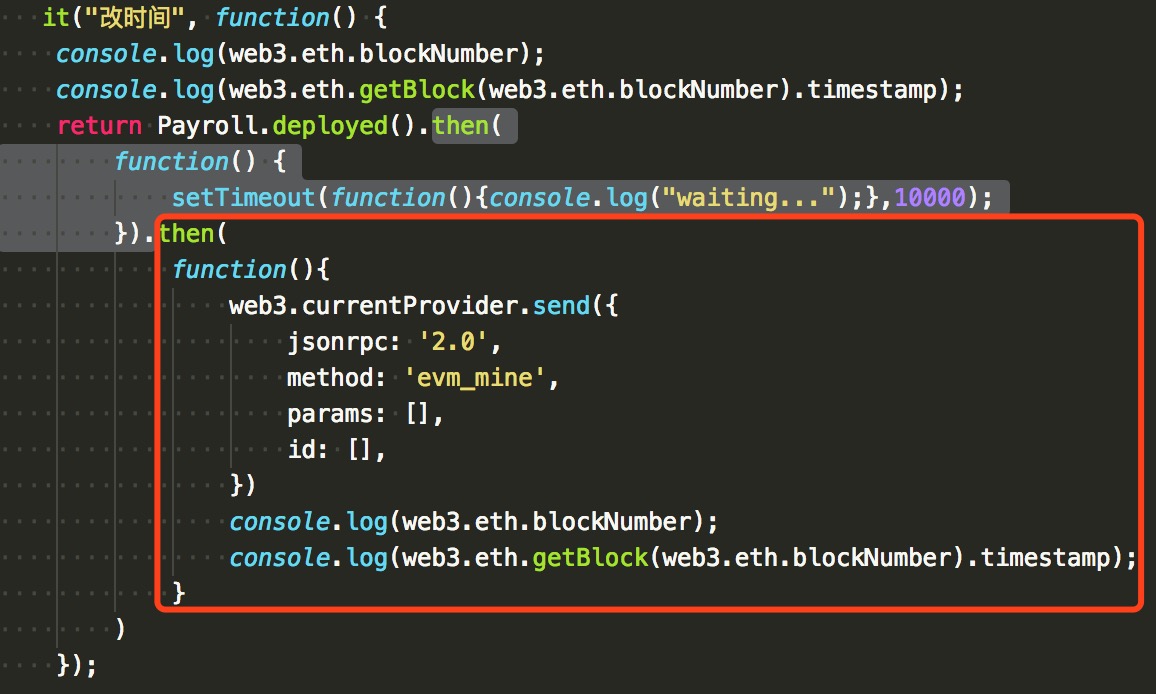 it("改时间", function() {
console.log(web3.eth.blockNumber);
console.log(web3.eth.getBlock(web3.eth.blockNumber).timestamp);
return Payroll.deployed().then(
function() {
setTimeout(function(){console.log("waiting...");},10000);
}).then(
function(){
web3.currentProvider.send({
jsonrpc: '2.0',
method: 'evm_mine',
params: [],
id: [],
})
console.log(web3.eth.blockNumber);
console.log(web3.eth.getBlock(web3.eth.blockNumber).timestamp);
}
)
});